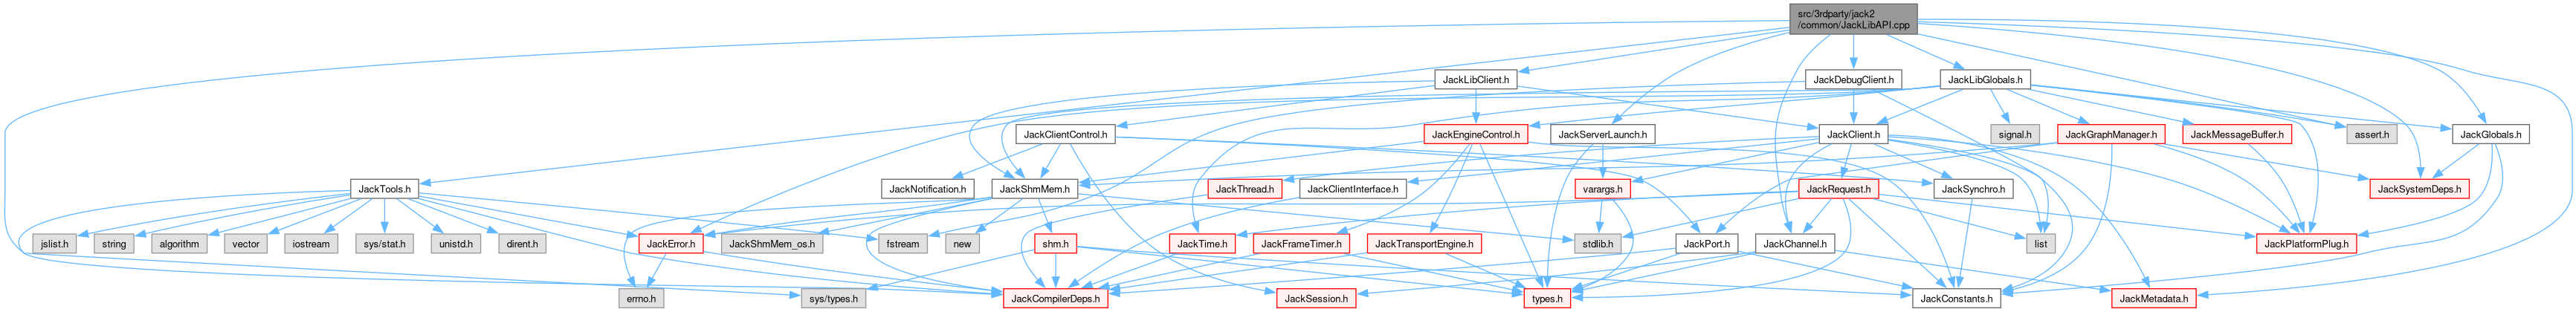 src/3rdparty/jack2
/common/JackLibAPI.cpp
JackLibClient.h
JackDebugClient.h
JackLibGlobals.h
JackClientControl.h
JackEngineControl.h
JackServerLaunch.h
JackClient.h
signal.h
JackGraphManager.h
JackMessageBuffer.h
assert.h
JackGlobals.h
JackTools.h
JackNotification.h
JackShmMem.h
JackThread.h
JackClientInterface.h
varargs.h
JackRequest.h
JackSynchro.h
JackSystemDeps.h
jslist.h
string
algorithm
vector
iostream
sys/stat.h
unistd.h
dirent.h
JackError.h
JackShmMem_os.h
fstream
new
shm.h
JackTime.h
JackFrameTimer.h
JackTransportEngine.h
stdlib.h
JackPort.h
JackChannel.h
list
JackPlatformPlug.h
errno.h
sys/types.h
JackCompilerDeps.h
JackSession.h
types.h
JackConstants.h
JackMetadata.h